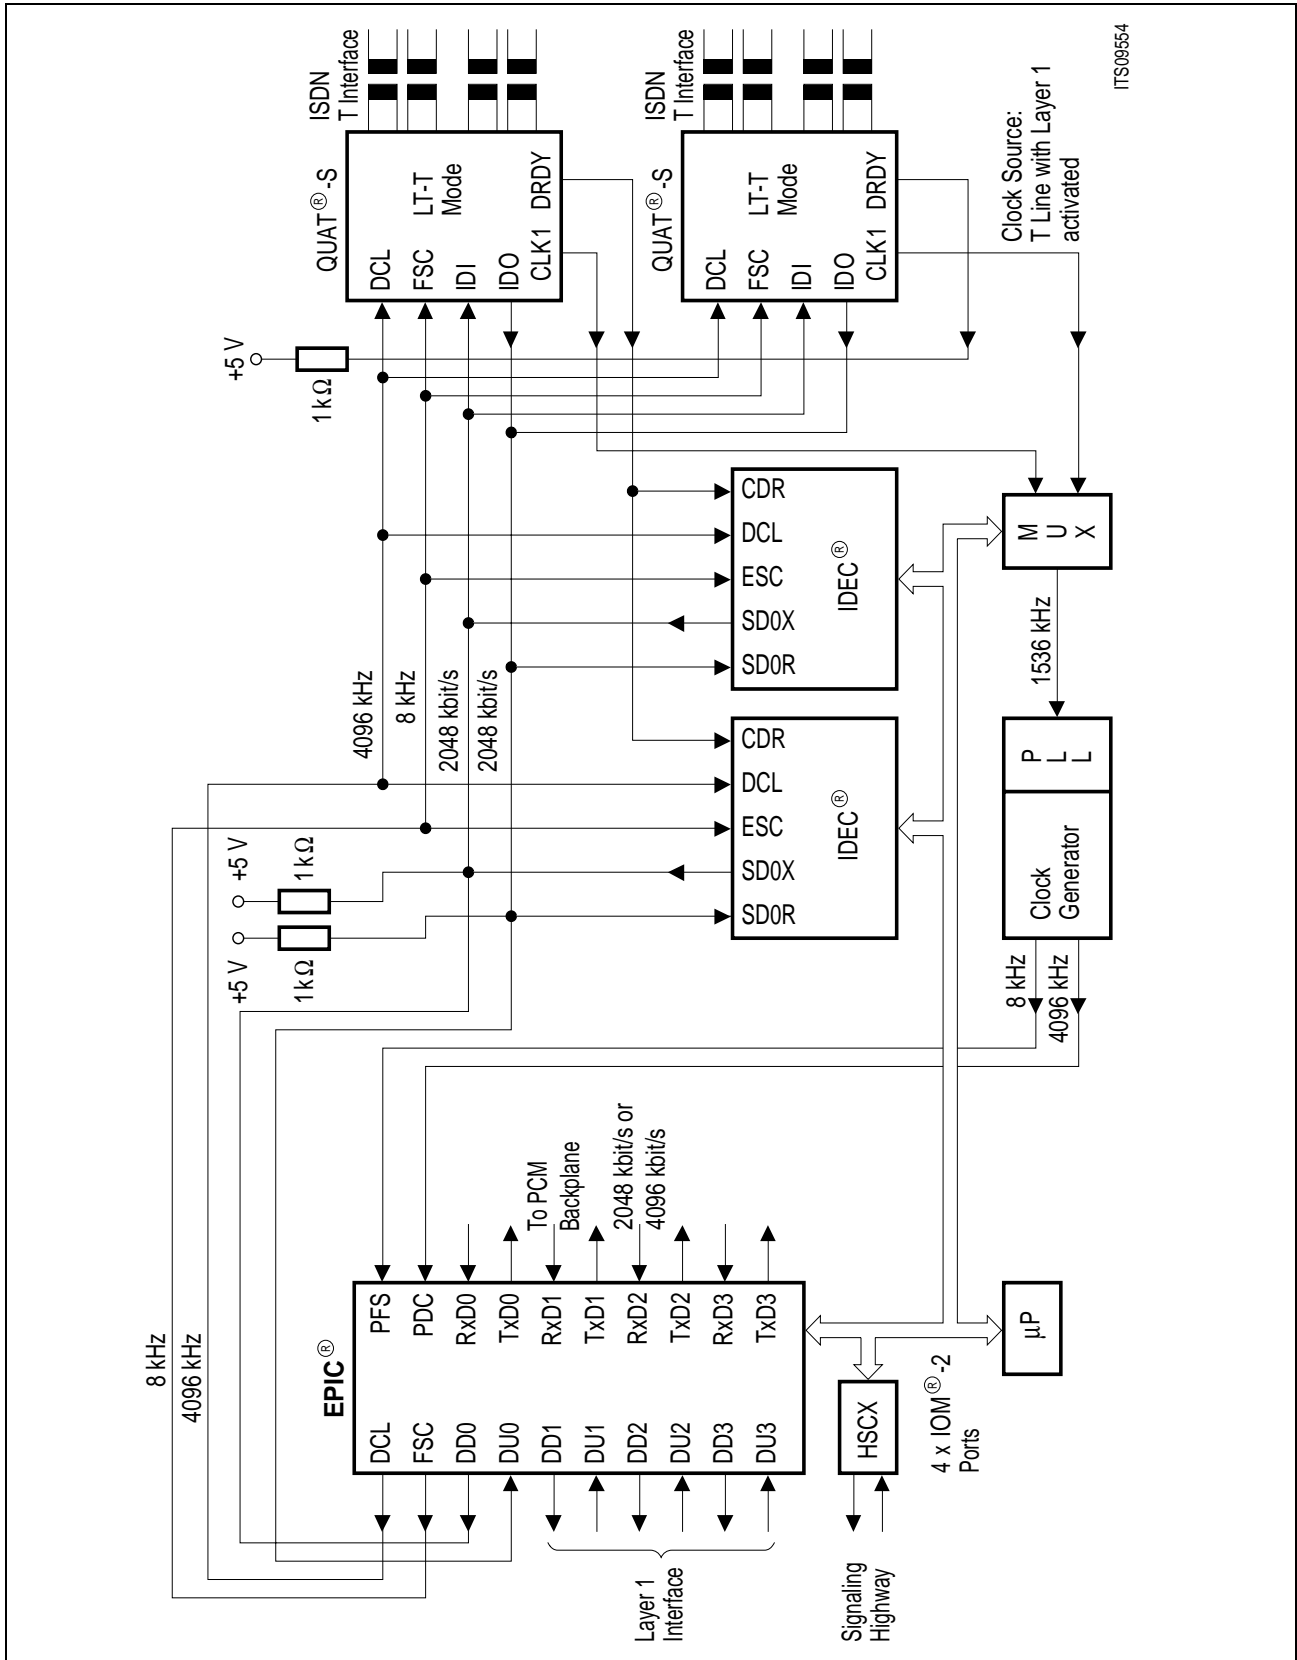 ITS09554
ISDN
T Interface
QUAT®-S
DCL
FSC
IDI
IDO
CLK1
DRDY
LT-T
Mode
ISDN
T Interface
QUAT®-S
DCL
FSC
IDI
IDO
CLK1
DRDY
LT-T
Mode
Clock Source:
T Line with Layer 1
activated
+5 V
1 kΩ
CDR
DCL
ESC
SD0X
SD0R
IDEC®
M
U
X
1536 kHz
4096 kHz
8 kHz
2048 kbit/s
2048 kbit/s
CDR
DCL
ESC
SD0X
SD0R
IDEC®
P
L
L
Clock
Generator
8 kHz
4096 kHz
+5 V
1 kΩ
+5 V
1 kΩ
8 kHz
4096 kHz
EPIC®
PFS
PDC
RxD0
TxD0
RxD1
TxD1
RxD2
TxD2
RxD3
TxD3
DCL
FSC
DD0
DU0
DD1
DU1
DD2
DU2
DD3
DU3
To PCM
Backplane
2048 kbit/s or
4096 kbit/s
Layer 1
Interface
HSCX
Signaling
Highway
4 x IOM®-2
Ports
µP